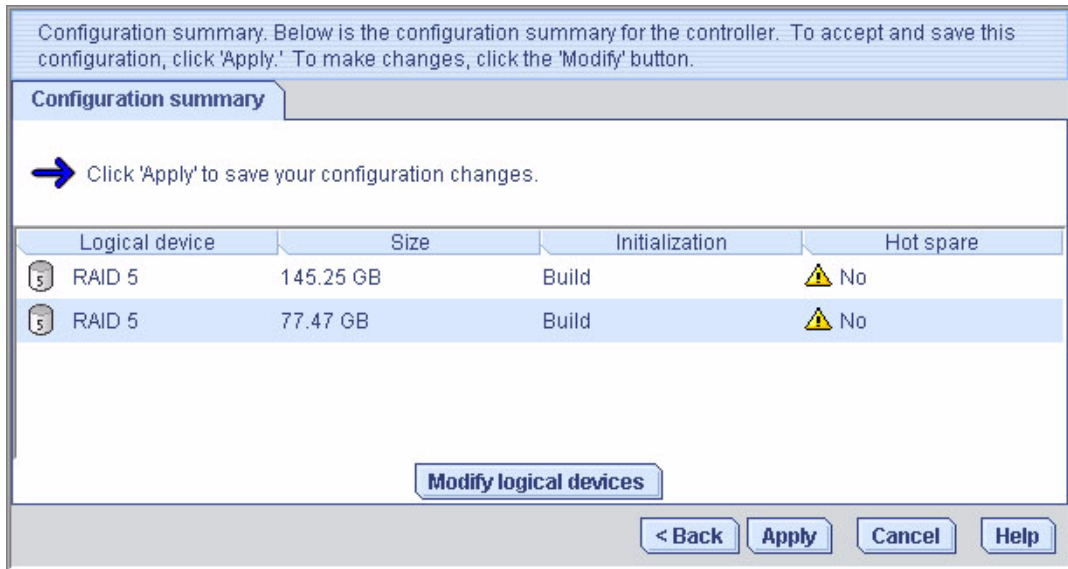 Configuration summary. Below is the configuration summary for the controller. To accept and save this
configuration, click 'Apply.' To make changes, click the 'Modify' button.
Configuration summary
Click 'Apply' to save your configuration changes.
Logical device Size Initialization Hot spare
5 RAID 5 145.25 GB Build No
5 RAID 5 77.47 GB Build No
Modify logical devices
< Back Apply Cancel Help